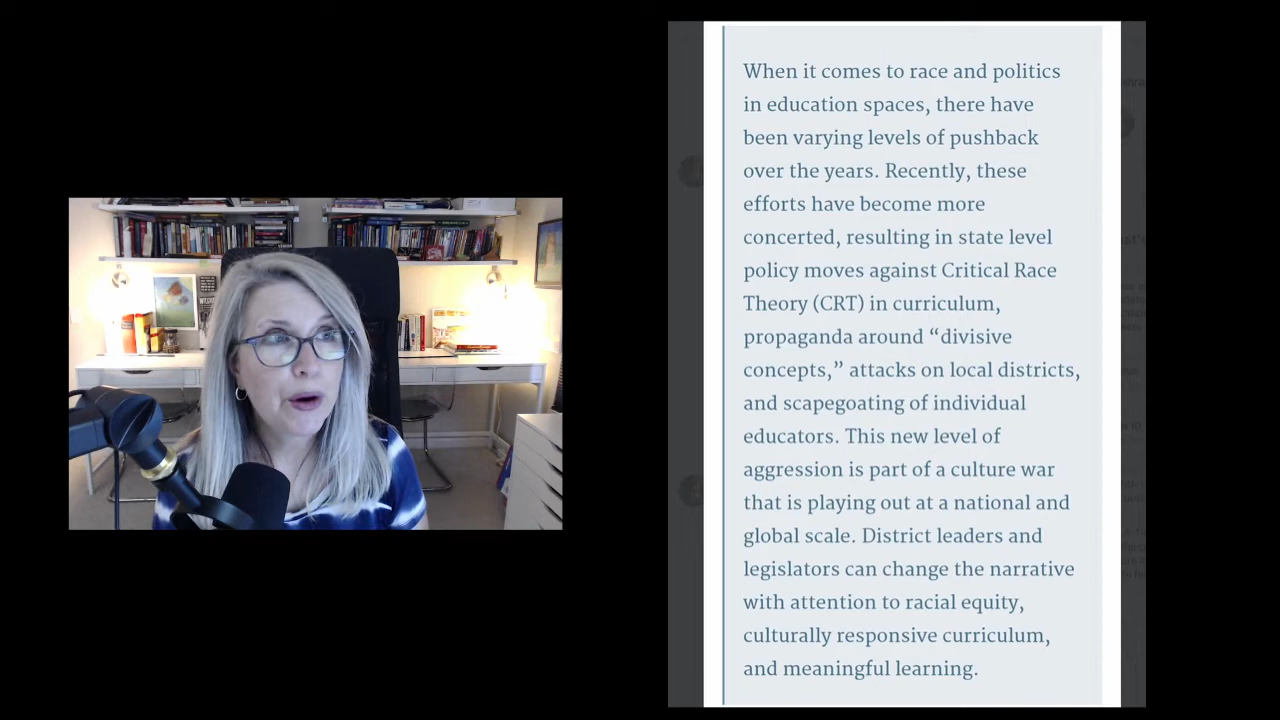 When it comes to race and politics
in education spaces, there have
been varying levels of pushback
over the years. Recently, these
efforts have become more
concerted, resulting in state level
policy moves against Critical Race
Theory (CRT) in curriculum,
propaganda around “divisive
concepts,” attacks on local districts,
and scapegoating of individual
educators. This new level of
aggression is part of a culture war
that is playing out at a national and
global scale. District leaders and
legislators can change the narrative
with attention to racial equity,
culturally responsive curriculum,
and meaningful learning.